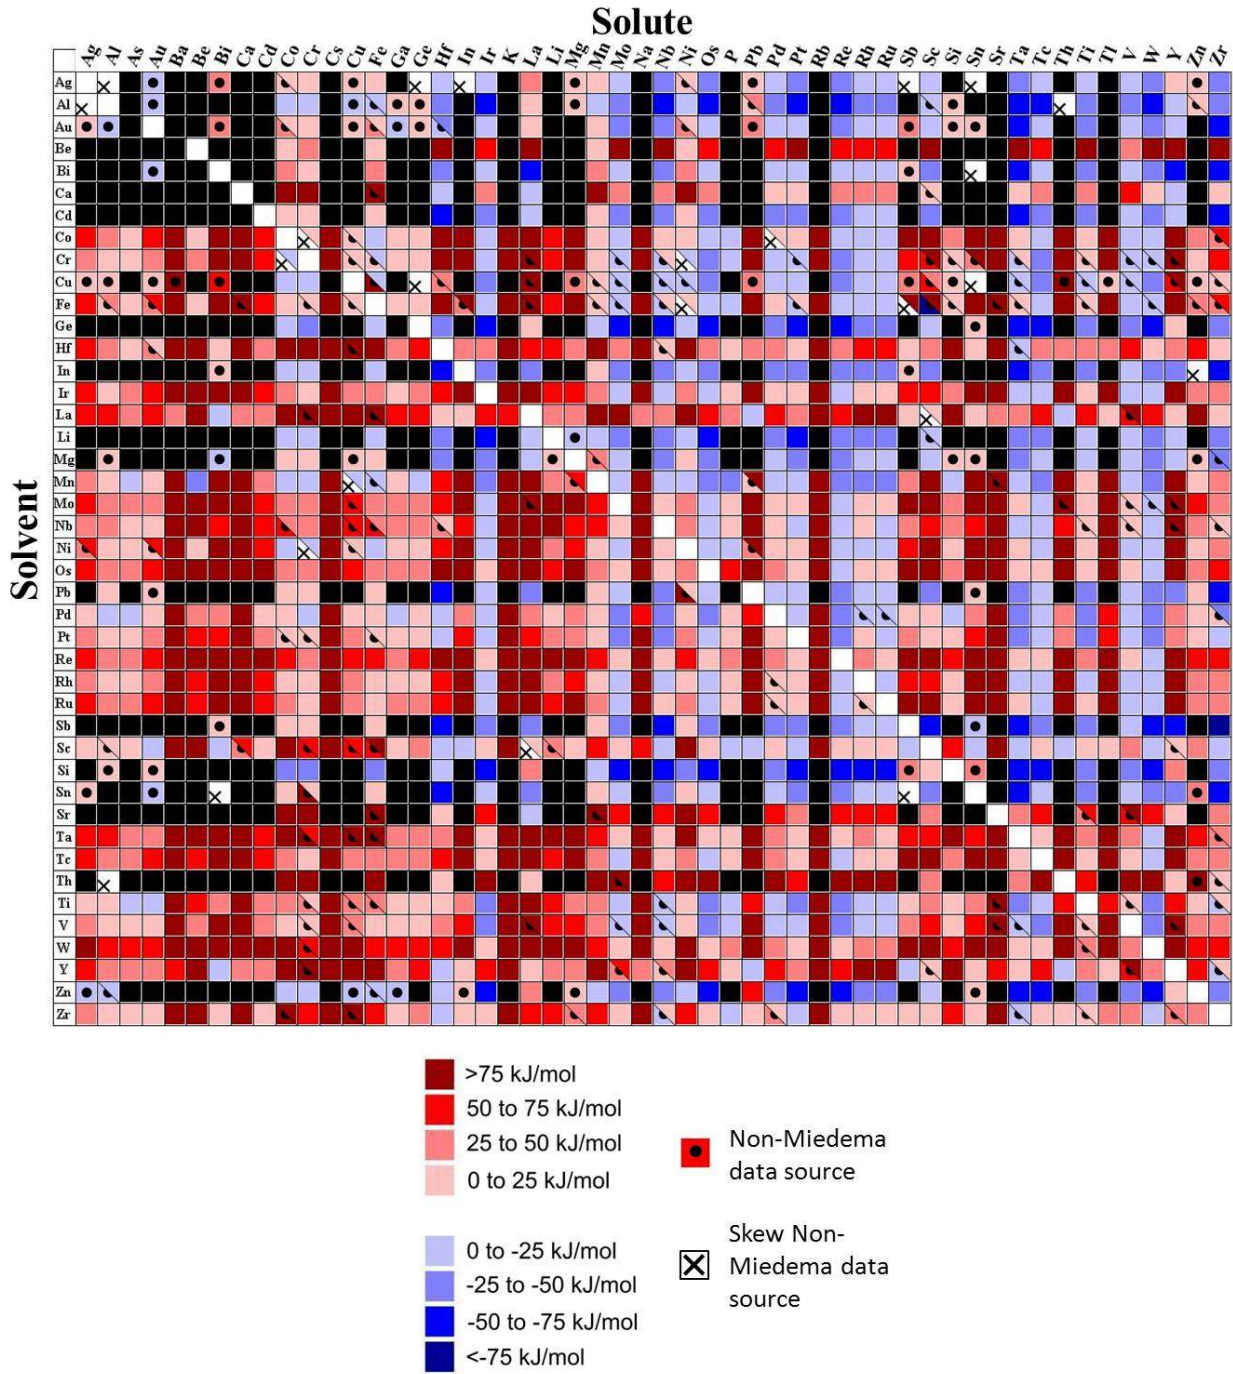 Solute
Ag Al As Au Ba Be Bi Ca Cd Co Cr Cs Cu Fe Ga Ge Hf In Ir K La Li Mg Mn Mo Na Nb Ni Os P Pb Pd Pt Rb Re Rh Ru Sb Sc Si Sn Sr Ta Tc Th Ti Tl V W Y Zn Zr
Solvent
Ag
Al
Au
Be
Bi
Ca
Cd
Co
Cr
Cu
Fe
Ge
Hf
In
Ir
La
Li
Mg
Mn
Mo
Nb
Ni
Os
Pb
Pd
Pt
Re
Rh
Ru
Sb
Sc
Si
Sn
Sr
Ta
Tc
Th
Ti
V
W
Y
Zn
Zr
>75 kJ/mol
50 to 75 kJ/mol
25 to 50 kJ/mol
0 to 25 kJ/mol
0 to -25 kJ/mol
-25 to -50 kJ/mol
-50 to -75 kJ/mol
<-75 kJ/mol
Non-Miedema
data source
Skew Non-
Miedema data
source